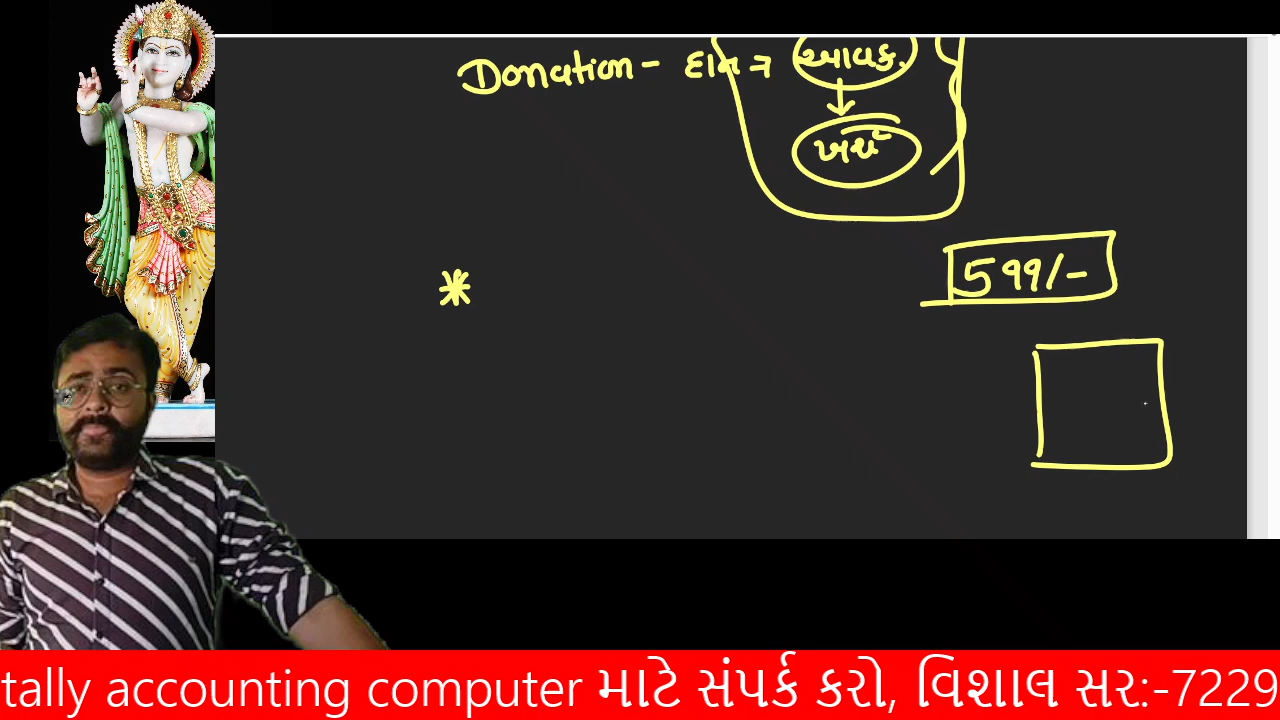 Donation - દાન → આવક.
ખર્ચ
599/-
tally accounting computer માટે સંપર્ક કરો, વિશાલ સર:-7229